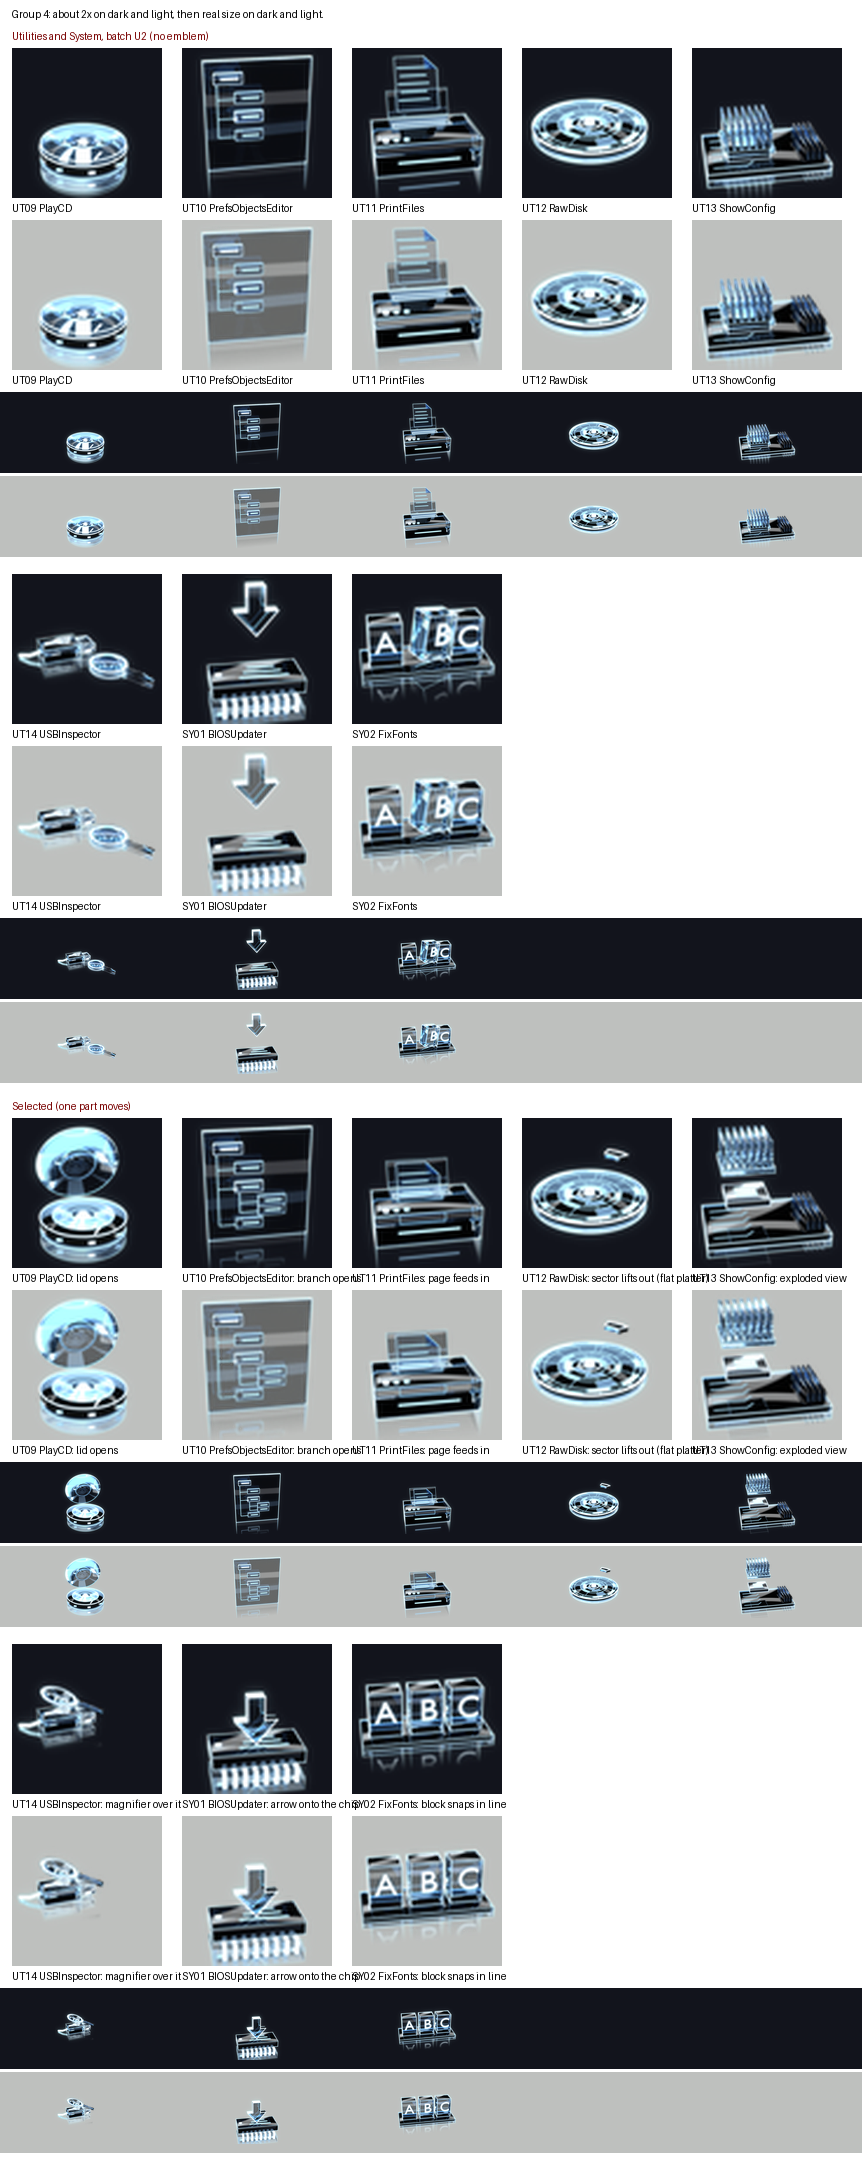 Group 4: about 2x on dark and light, then real size on dark and light.
Utilities and System, batch U2 (no emblem)
UT09 PlayCD
UT10 PrefsObjectsEditor
UT11 PrintFiles
UT12 RawDisk
UT13 ShowConfig
UT09 PlayCD
UT10 PrefsObjectsEditor
UT11 PrintFiles
UT12 RawDisk
UT13 ShowConfig
A B C
UT14 USBInspector
SY01 BIOSUpdater
SY02 FixFonts
A B C
UT14 USBInspector
SY01 BIOSUpdater
SY02 FixFonts
A B C
A B C
Selected (one part moves)
UT09 PlayCD: lid opens
UT10 PrefsObjectsEditor: branch opens
UT11 PrintFiles: page feeds in
UT12 RawDisk: sector lifts out (flat platter)
UT13 ShowConfig: exploded view
UT09 PlayCD: lid opens
UT10 PrefsObjectsEditor: branch opens
UT11 PrintFiles: page feeds in
UT12 RawDisk: sector lifts out (flat platter)
UT13 ShowConfig: exploded view
A B C
UT14 USBInspector: magnifier over it
SY01 BIOSUpdater: arrow onto the chip
SY02 FixFonts: block snaps in line
A B C
UT14 USBInspector: magnifier over it
SY01 BIOSUpdater: arrow onto the chip
SY02 FixFonts: block snaps in line
A B C
A B C